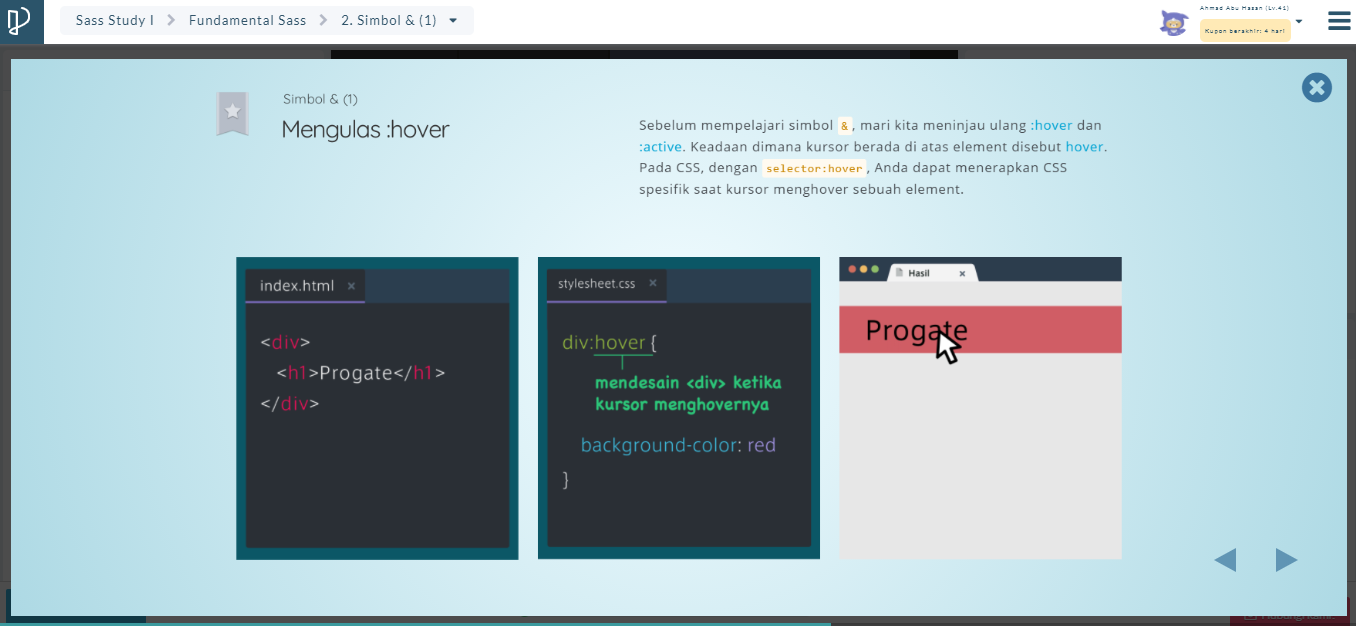 Sass Study I > Fundamental Sass > 2. Simbol & (1)
Ahmad Abu Hasan (Lv.41)
Kupon berakhir: 4 hari
Simbol & (1)
Mengulas :hover
Sebelum mempelajari simbol &, mari kita meninjau ulang :hover dan
:active. Keadaan dimana kursor berada di atas element disebut hover.
Pada CSS, dengan selector:hover, Anda dapat menerapkan CSS
spesifik saat kursor menghover sebuah element.
index.html ×
<div>
<h1>Progate</h1>
</div>
stylesheet.css ×
div:hover {
mendesain <div> ketika
kursor menghovernya
background-color: red
}
Hasil ×
Progate
Hubungi Kami